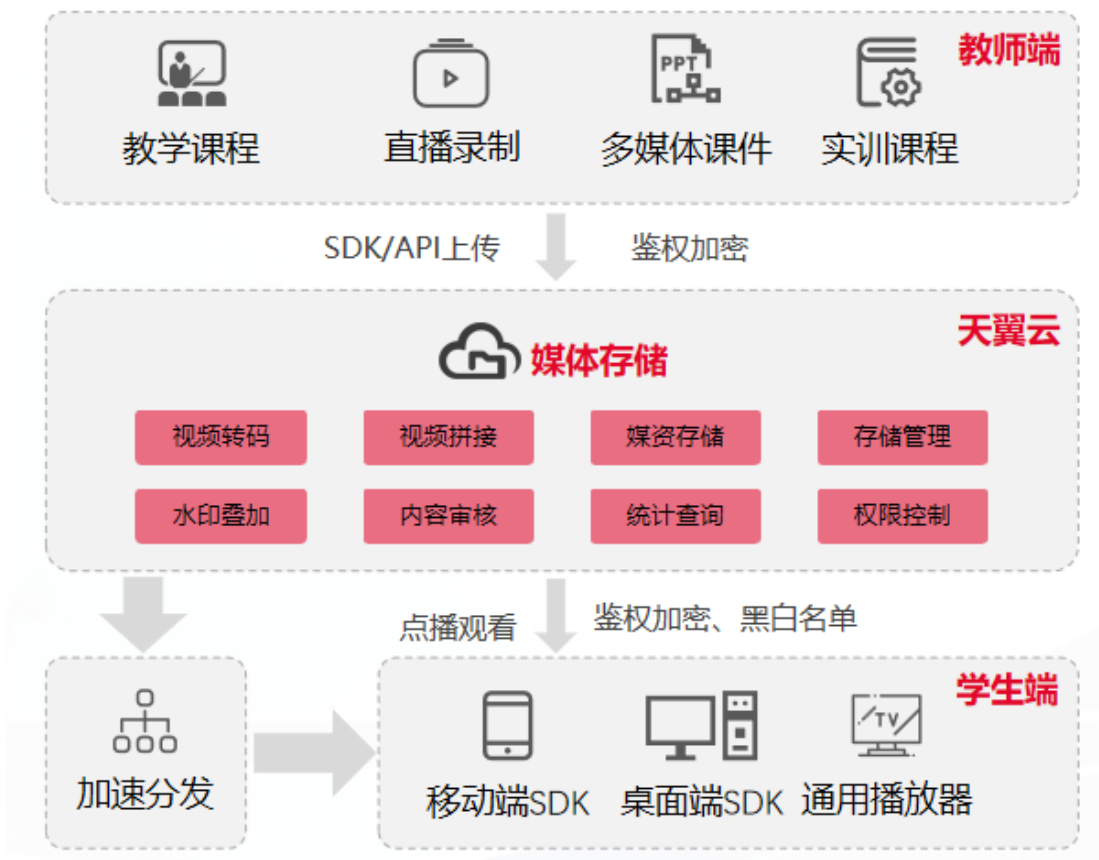 教师端
PPT
教学课程 直播录制 多媒体课件 实训课程
SDK/API上传 鉴权加密
天翼云
媒体存储
视频转码 视频拼接 媒资存储 存储管理
水印叠加 内容审核 统计查询 权限控制
点播观看 鉴权加密、黑白名单
学生端
TV
加速分发 移动端SDK 桌面端SDK 通用播放器